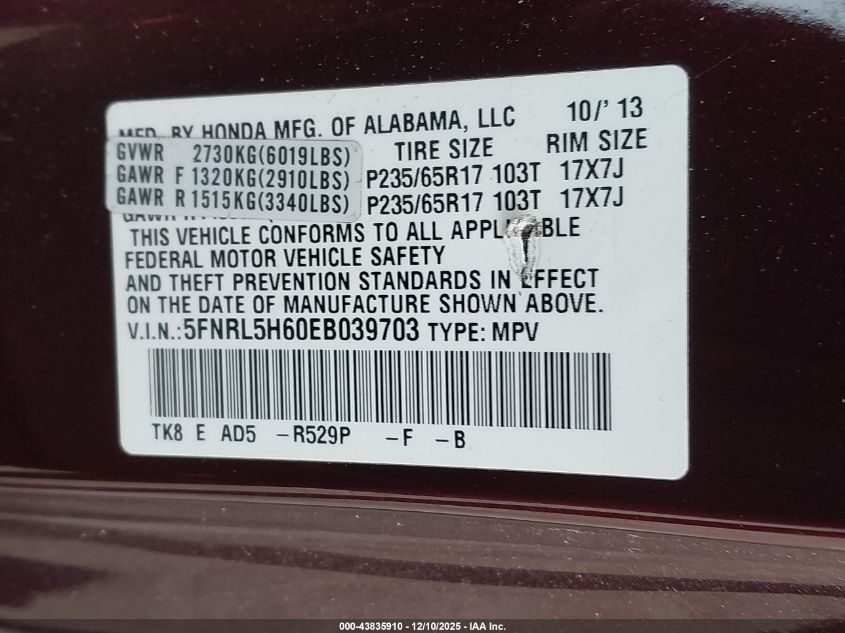 MFD. BY HONDA MFG. OF ALABAMA, LLC 10/' 13
GVWR 2730KG(6019LBS) TIRE SIZE RIM SIZE
GAWR F 1320KG(2910LBS) P235/65R17 103T 17X7J
GAWR R 1515KG(3340LBS) P235/65R17 103T 17X7J
THIS VEHICLE CONFORMS TO ALL APPLICABLE
FEDERAL MOTOR VEHICLE SAFETY
AND THEFT PREVENTION STANDARDS IN EFFECT
ON THE DATE OF MANUFACTURE SHOWN ABOVE.
V.I.N.:5FNRL5H60EB039703 TYPE: MPV
TK8 E AD5 -R529P -F -B
000-43835910 - 12/10/2025 - IAA Inc.